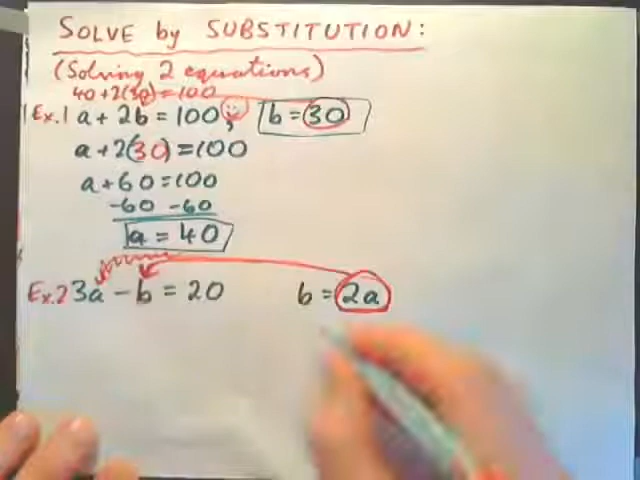 SOLVE by SUBSTITUTION:
(Solving 2 equations)
40+2(30)=100
Ex.1 a + 2b = 100; b = 30
a + 2(30) = 100
a + 60 = 100
-60 -60
a = 40
Ex.2 3a - b = 20 b = 2a